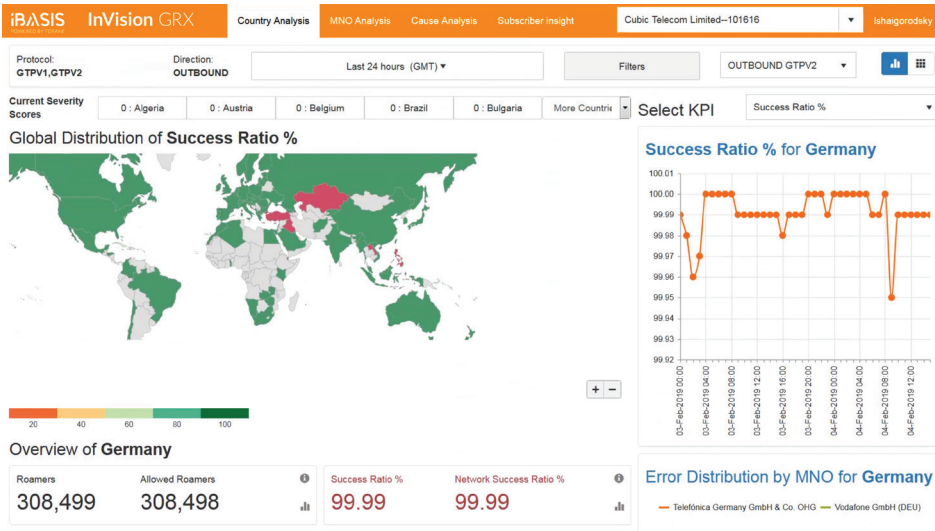 iBASIS
POWERED BY TOFANE
InVision GRX
Country Analysis
MNO Analysis
Cause Analysis
Subscriber insight
Cubic Telecom Limited--101616
Ishaigorodsky
Protocol:
GTPV1,GTPV2
Direction:
OUTBOUND
Last 24 hours (GMT)
Filters
OUTBOUND GTPV2
Current Severity
Scores
0 : Algeria
0 : Austria
0 : Belgium
0 : Brazil
0 : Bulgaria
More Countrie
Select KPI
Success Ratio %
Global Distribution of Success Ratio %
+ −
20 40 60 80 100
Success Ratio % for Germany
100.01
100.00
99.99
99.98
99.97
99.96
99.95
99.94
99.93
99.92
03-Feb-2019 00:00
03-Feb-2019 04:00
03-Feb-2019 08:00
03-Feb-2019 12:00
03-Feb-2019 16:00
03-Feb-2019 20:00
04-Feb-2019 00:00
04-Feb-2019 04:00
04-Feb-2019 08:00
04-Feb-2019 12:00
Overview of Germany
Roamers
308,499
Allowed Roamers
308,498
Success Ratio %
99.99
Network Success Ratio %
99.99
Error Distribution by MNO for Germany
Telefónica Germany GmbH & Co. OHG
Vodafone GmbH (DEU)